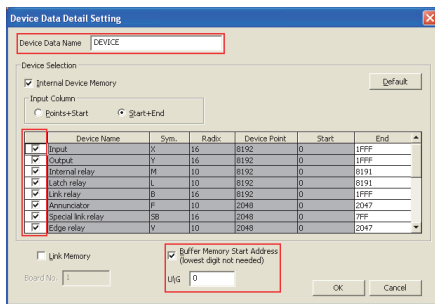 Device Data Detail Setting
Device Data Name DEVICE
Device Selection
Internal Device Memory
Default
Input Column
Points+Start Start+End
Device Name Sym. Radix Device Point Start End
Input X 16 8192 0 1FFF
Output Y 16 8192 0 1FFF
Internal relay M 10 8192 0 8191
Latch relay L 10 8192 0 8191
Link relay B 16 8192 0 1FFF
Annunciator F 10 2048 0 2047
Special link relay SB 16 2048 0 7FF
Edge relay V 10 2048 0 2047
Link Memory
Board No. 1
Buffer Memory Start Address
(lowest digit not needed)
U/G 0
OK Cancel